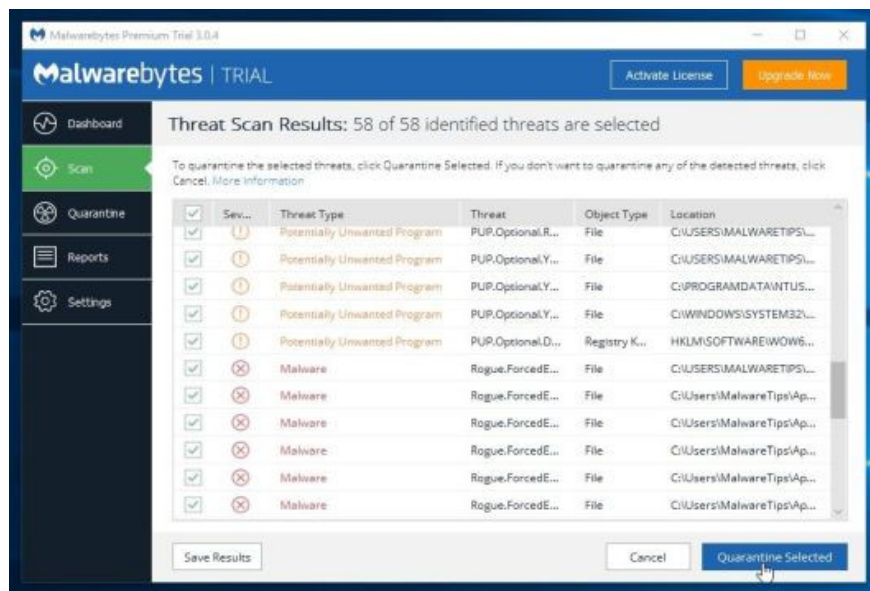 Malwarebytes Premium Trial 3.0.4
Malwarebytes | TRIAL
Activate License
Upgrade Now
Dashboard
Scan
Quarantine
Reports
Settings
Threat Scan Results: 58 of 58 identified threats are selected
To quarantine the selected threats, click Quarantine Selected. If you don't want to quarantine any of the detected threats, click
Cancel. More Information
Sev... Threat Type Threat Object Type Location
Potentially Unwanted Program PUP.Optional.R... File C:\USERS\MALWARETIPS\...
Potentially Unwanted Program PUP.Optional.Y... File C:\USERS\MALWARETIPS\...
Potentially Unwanted Program PUP.Optional.Y... File C:\PROGRAMDATA\NTUS...
Potentially Unwanted Program PUP.Optional.Y... File C:\WINDOWS\SYSTEM32\...
Potentially Unwanted Program PUP.Optional.D... Registry K... HKLM\SOFTWARE\WOW6...
Malware Rogue.ForcedE... File C:\USERS\MALWARETIPS\...
Malware Rogue.ForcedE... File C:\Users\MalwareTips\Ap...
Malware Rogue.ForcedE... File C:\Users\MalwareTips\Ap...
Malware Rogue.ForcedE... File C:\Users\MalwareTips\Ap...
Malware Rogue.ForcedE... File C:\Users\MalwareTips\Ap...
Malware Rogue.ForcedE... File C:\Users\MalwareTips\Ap...
Save Results
Cancel
Quarantine Selected